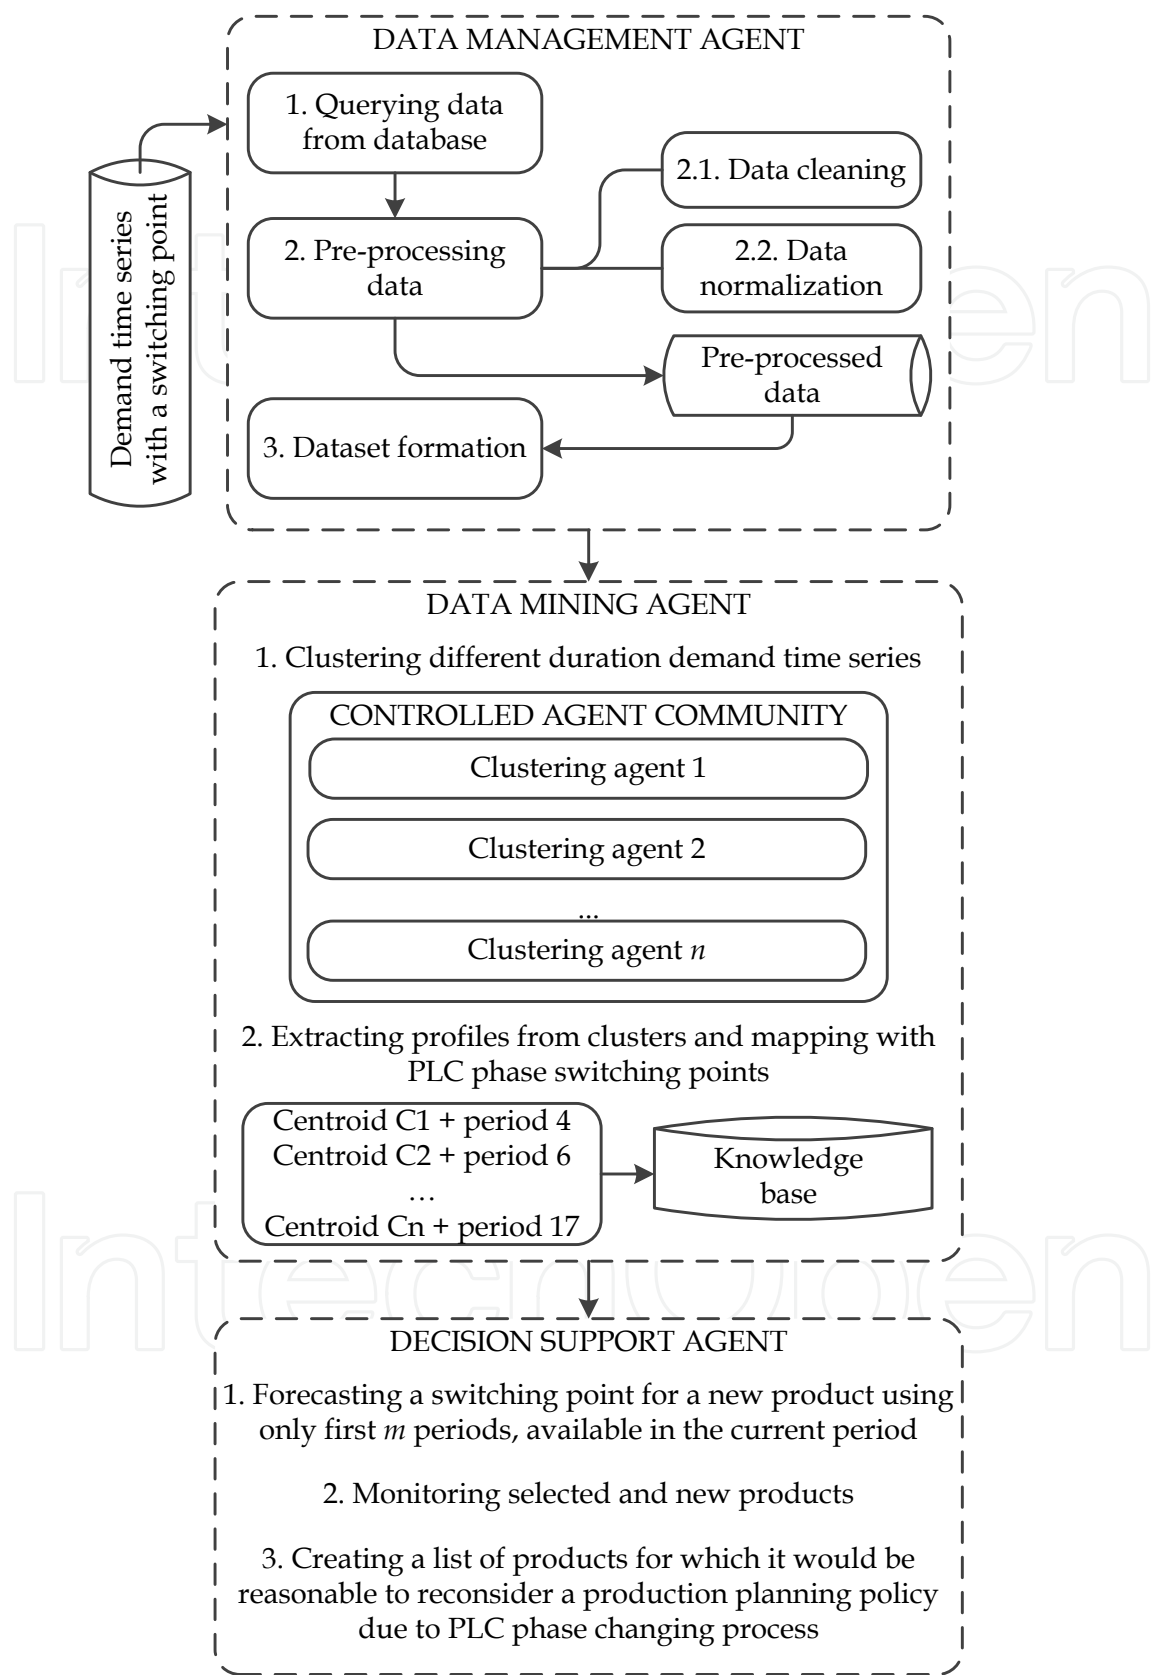 DATA MANAGEMENT AGENT
1. Querying data
from database
2.1. Data cleaning
Demand time series
with a switching point
2. Pre-processing
data
2.2. Data
normalization
Pre-processed
data
3. Dataset formation
DATA MINING AGENT
1. Clustering different duration demand time series
CONTROLLED AGENT COMMUNITY
Clustering agent 1
Clustering agent 2
...
Clustering agent n
2. Extracting profiles from clusters and mapping with
PLC phase switching points
Centroid C1 + period 4
Centroid C2 + period 6
…
Centroid Cn + period 17
Knowledge
base
DECISION SUPPORT AGENT
1. Forecasting a switching point for a new product using
only first m periods, available in the current period
2. Monitoring selected and new products
3. Creating a list of products for which it would be
reasonable to reconsider a production planning policy
due to PLC phase changing process
IntechOpen
IntechOpen